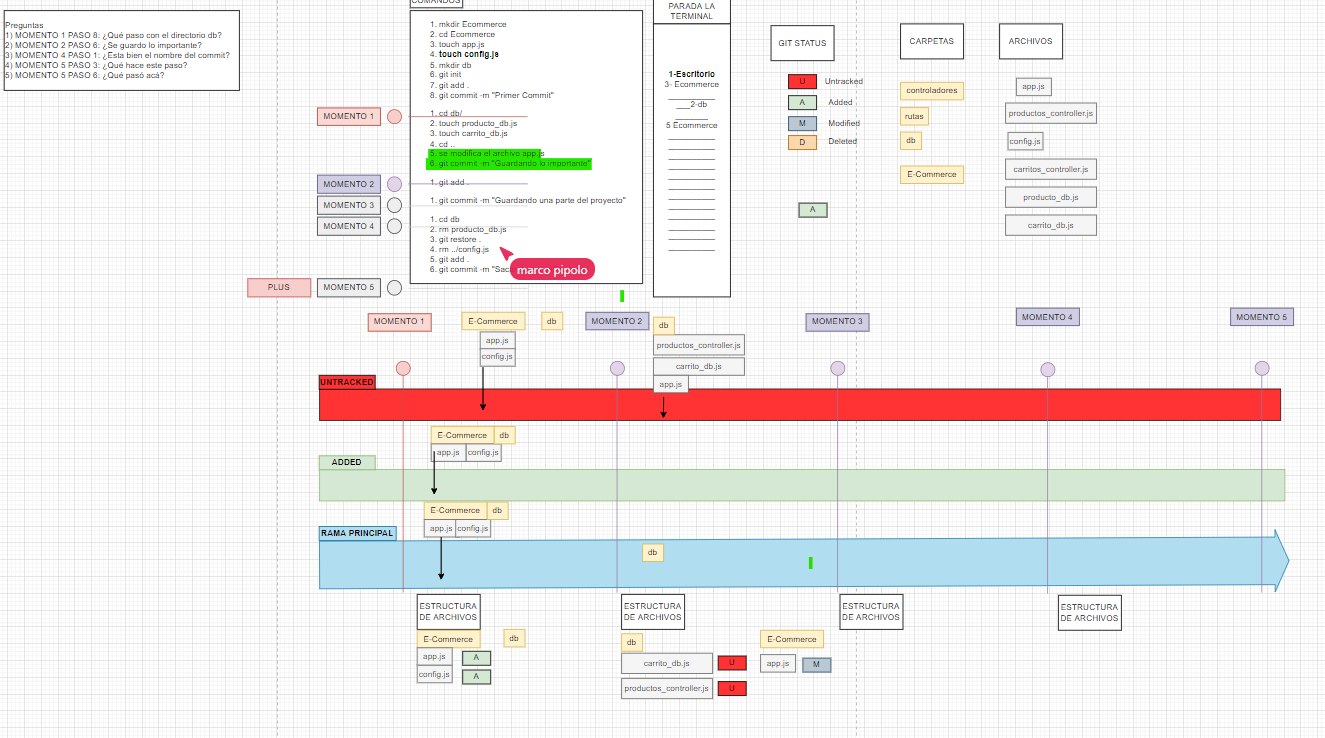 Preguntas
1) MOMENTO 1 PASO 8: ¿Qué paso con el directorio db?
2) MOMENTO 2 PASO 6: ¿Se guardo lo importante?
3) MOMENTO 4 PASO 1: ¿Esta bien el nombre del commit?
4) MOMENTO 5 PASO 3: ¿Qué hace este paso?
5) MOMENTO 5 PASO 6: ¿Qué pasó acá?
COMANDOS
1. mkdir Ecommerce
2. cd Ecommerce
3. touch app.js
4. touch config.js
5. mkdir db
6. git init
7. git add .
8. git commit -m "Primer Commit"
1. cd db/
2. touch producto_db.js
3. touch carrito_db.js
4. cd ..
5. se modifica el archivo app.js
6. git commit -m "Guardando lo importante"
1. git add .
1. git commit -m "Guardando una parte del proyecto"
1. cd db
2. rm producto_db.js
3. git restore .
4. rm ../config.js
5. git add .
6. git commit -m "Sac
marco pipolo
PARADA LA
TERMINAL
1-Escritorio
3- Ecommerce
___2-db
5 Ecommerce
GIT STATUS
U Untracked
A Added
M Modified
D Deleted
A
CARPETAS
controladores
rutas
db
E-Commerce
ARCHIVOS
app.js
productos_controller.js
config.js
carritos_controller.js
producto_db.js
carrito_db.js
MOMENTO 1
MOMENTO 2
MOMENTO 3
MOMENTO 4
PLUS
MOMENTO 5
MOMENTO 1
E-Commerce
db
app.js
config.js
MOMENTO 2
db
productos_controller.js
carrito_db.js
app.js
MOMENTO 3
MOMENTO 4
MOMENTO 5
UNTRACKED
E-Commerce
db
app.js
config.js
ADDED
E-Commerce
db
app.js
config.js
RAMA PRINCIPAL
db
ESTRUCTURA
DE ARCHIVOS
E-Commerce
db
app.js
A
config.js
A
ESTRUCTURA
DE ARCHIVOS
db
carrito_db.js
U
productos_controller.js
U
E-Commerce
app.js
M
ESTRUCTURA
DE ARCHIVOS
ESTRUCTURA
DE ARCHIVOS